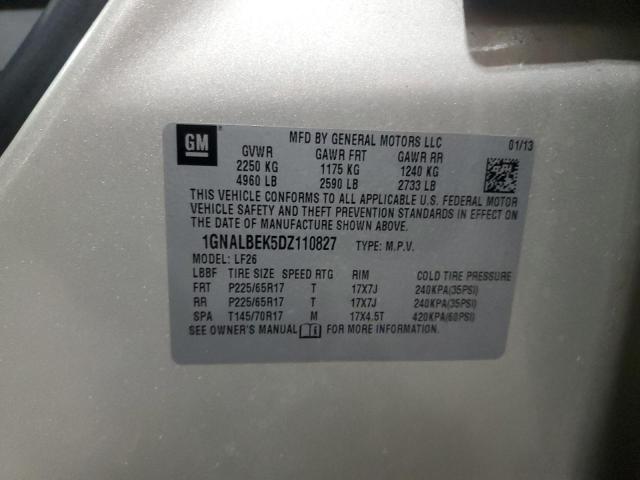 GM
MFD BY GENERAL MOTORS LLC 01/13
GVWR GAWR FRT GAWR RR
2250 KG 1175 KG 1240 KG
4960 LB 2590 LB 2733 LB
THIS VEHICLE CONFORMS TO ALL APPLICABLE U.S. FEDERAL MOTOR
VEHICLE SAFETY AND THEFT PREVENTION STANDARDS IN EFFECT ON
THE DATE OF MANUFACTURE SHOWN ABOVE.
1GNALBEK5DZ110827 TYPE: M.P.V.
MODEL: LF26
LBBF TIRE SIZE SPEED RTG RIM COLD TIRE PRESSURE
FRT P225/65R17 T 17X7J 240KPA(35PSI)
RR P225/65R17 T 17X7J 240KPA(35PSI)
SPA T145/70R17 M 17X4.5T 420KPA(60PSI)
SEE OWNER'S MANUAL FOR MORE INFORMATION.